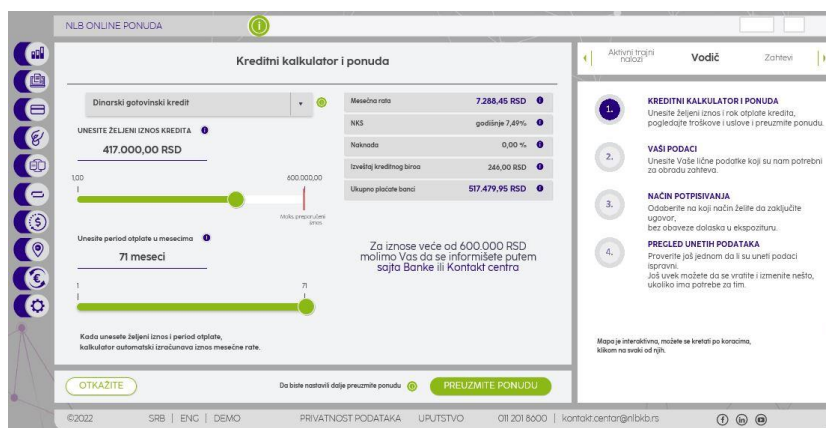 NLB ONLINE PONUDA
Kreditni kalkulator i ponuda
Dinarski gotovinski kredit
UNESITE ŽELJENI IZNOS KREDITA
417.000,00 RSD
1,00
600.000,00
Maks. preporučeni
iznos
Unesite period otplate u mesecima
71 meseci
1
71
Kada unesete željeni iznos i period otplate,
kalkulator automatski izračunava iznos mesečne rate.
Mesečna rata 7.288,45 RSD
NKS godišnje 7,49%
Naknada 0,00 %
Izveštaj kreditnog biroa 246,00 RSD
Ukupno plaćate banci 517.479,95 RSD
Za iznose veće od 600.000 RSD
molimo Vas da se informišete putem
sajta Banke ili Kontakt centra
OTKAŽITE
Da biste nastavili dalje preuzmite ponudu
PREUZMITE PONUDU
Aktivni trajni
nalozi
Vodič
Zahtevi
1.
KREDITNI KALKULATOR I PONUDA
Unesite željeni iznos i rok otplate kredita,
pogledajte troškove i uslove i preuzmite ponudu.
2.
VAŠI PODACI
Unesite Vaše lične podatke koji su nam potrebni
za obradu zahteva.
3.
NAČIN POTPISIVANJA
Odaberite na koji način želite da zaključite
ugovor,
bez obaveze dolaska u ekspozituru.
4.
PREGLED UNETIH PODATAKA
Proverite još jednom da li su uneti podaci
ispravni.
Još uvek možete da se vratite i izmenite nešto,
ukoliko ima potrebe za tim.
Mapa je interaktivna, možete se kretati po koracima,
klikom na svaki od njih.
©2022 SRB | ENG | DEMO PRIVATNOST PODATAKA UPUTSTVO 011 201 8600 | kontakt.centar@nlbkb.rs